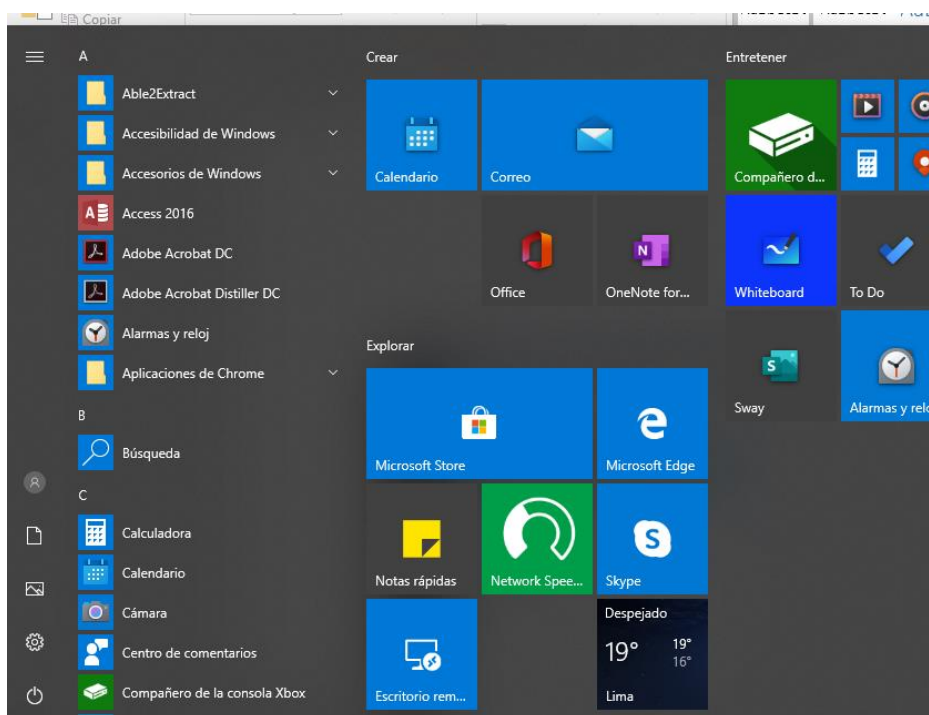 Copiar
A
Able2Extract
Accesibilidad de Windows
Accesorios de Windows
Access 2016
Adobe Acrobat DC
Adobe Acrobat Distiller DC
Alarmas y reloj
Aplicaciones de Chrome
B
Búsqueda
C
Calculadora
Calendario
Cámara
Centro de comentarios
Compañero de la consola Xbox
Crear
Calendario
Correo
Office
OneNote for...
Explorar
Microsoft Store
Microsoft Edge
Notas rápidas
Network Spee...
Skype
Escritorio rem...
Despejado
19° 19°
16°
Lima
Entretener
Compañero d...
Whiteboard
To Do
Sway
Alarmas y relo